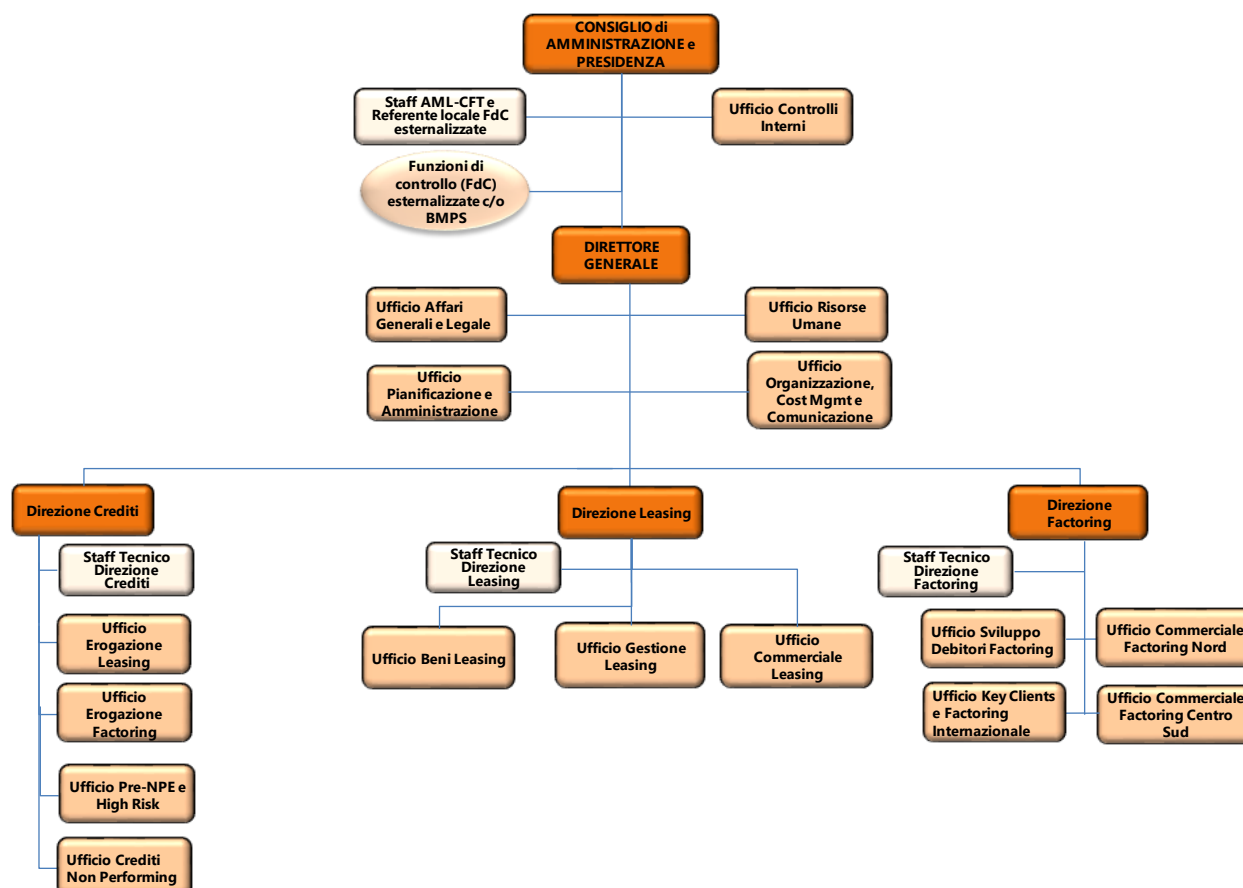 CONSIGLIO di
AMMINISTRAZIONE e
PRESIDENZA
Staff AML-CFT e
Referente locale FdC
esternalizzate
Ufficio Controlli
Interni
Funzioni di
controllo (FdC)
esternalizzate c/o
BMPS
DIRETTORE
GENERALE
Ufficio Affari
Generali e Legale
Ufficio Risorse
Umane
Ufficio
Pianificazione e
Amministrazione
Ufficio
Organizzazione,
Cost Mgmt e
Comunicazione
Direzione Crediti
Direzione Leasing
Direzione
Factoring
Staff Tecnico
Direzione
Crediti
Staff Tecnico
Direzione
Leasing
Staff Tecnico
Direzione
Factoring
Ufficio
Erogazione
Leasing
Ufficio Beni Leasing
Ufficio Gestione
Leasing
Ufficio
Commerciale
Leasing
Ufficio Sviluppo
Debitori Factoring
Ufficio Commerciale
Factoring Nord
Ufficio
Erogazione
Factoring
Ufficio Key Clients
e Factoring
Internazionale
Ufficio Commerciale
Factoring Centro
Sud
Ufficio Pre-NPE e
High Risk
Ufficio Crediti
Non Performing